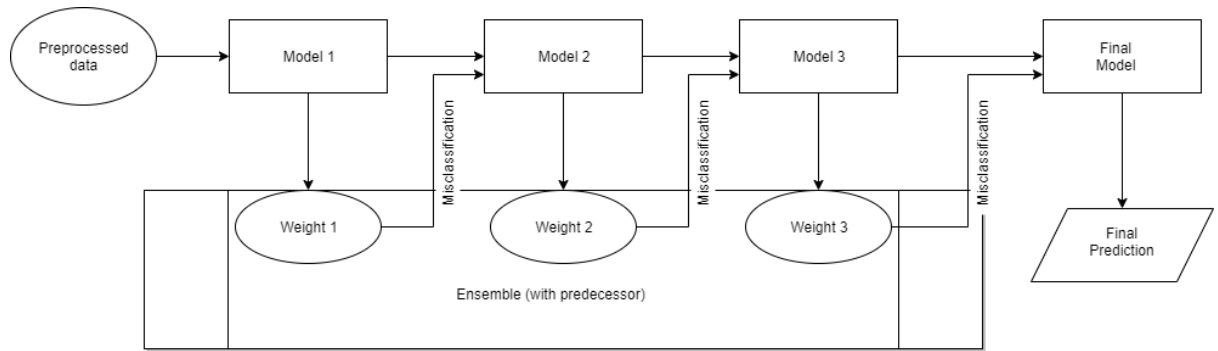 Preprocessed
data
Model 1
Model 2
Model 3
Final
Model
Misclassification
Misclassification
Misclassification
Weight 1
Weight 2
Weight 3
Final
Prediction
Ensemble (with predecessor)